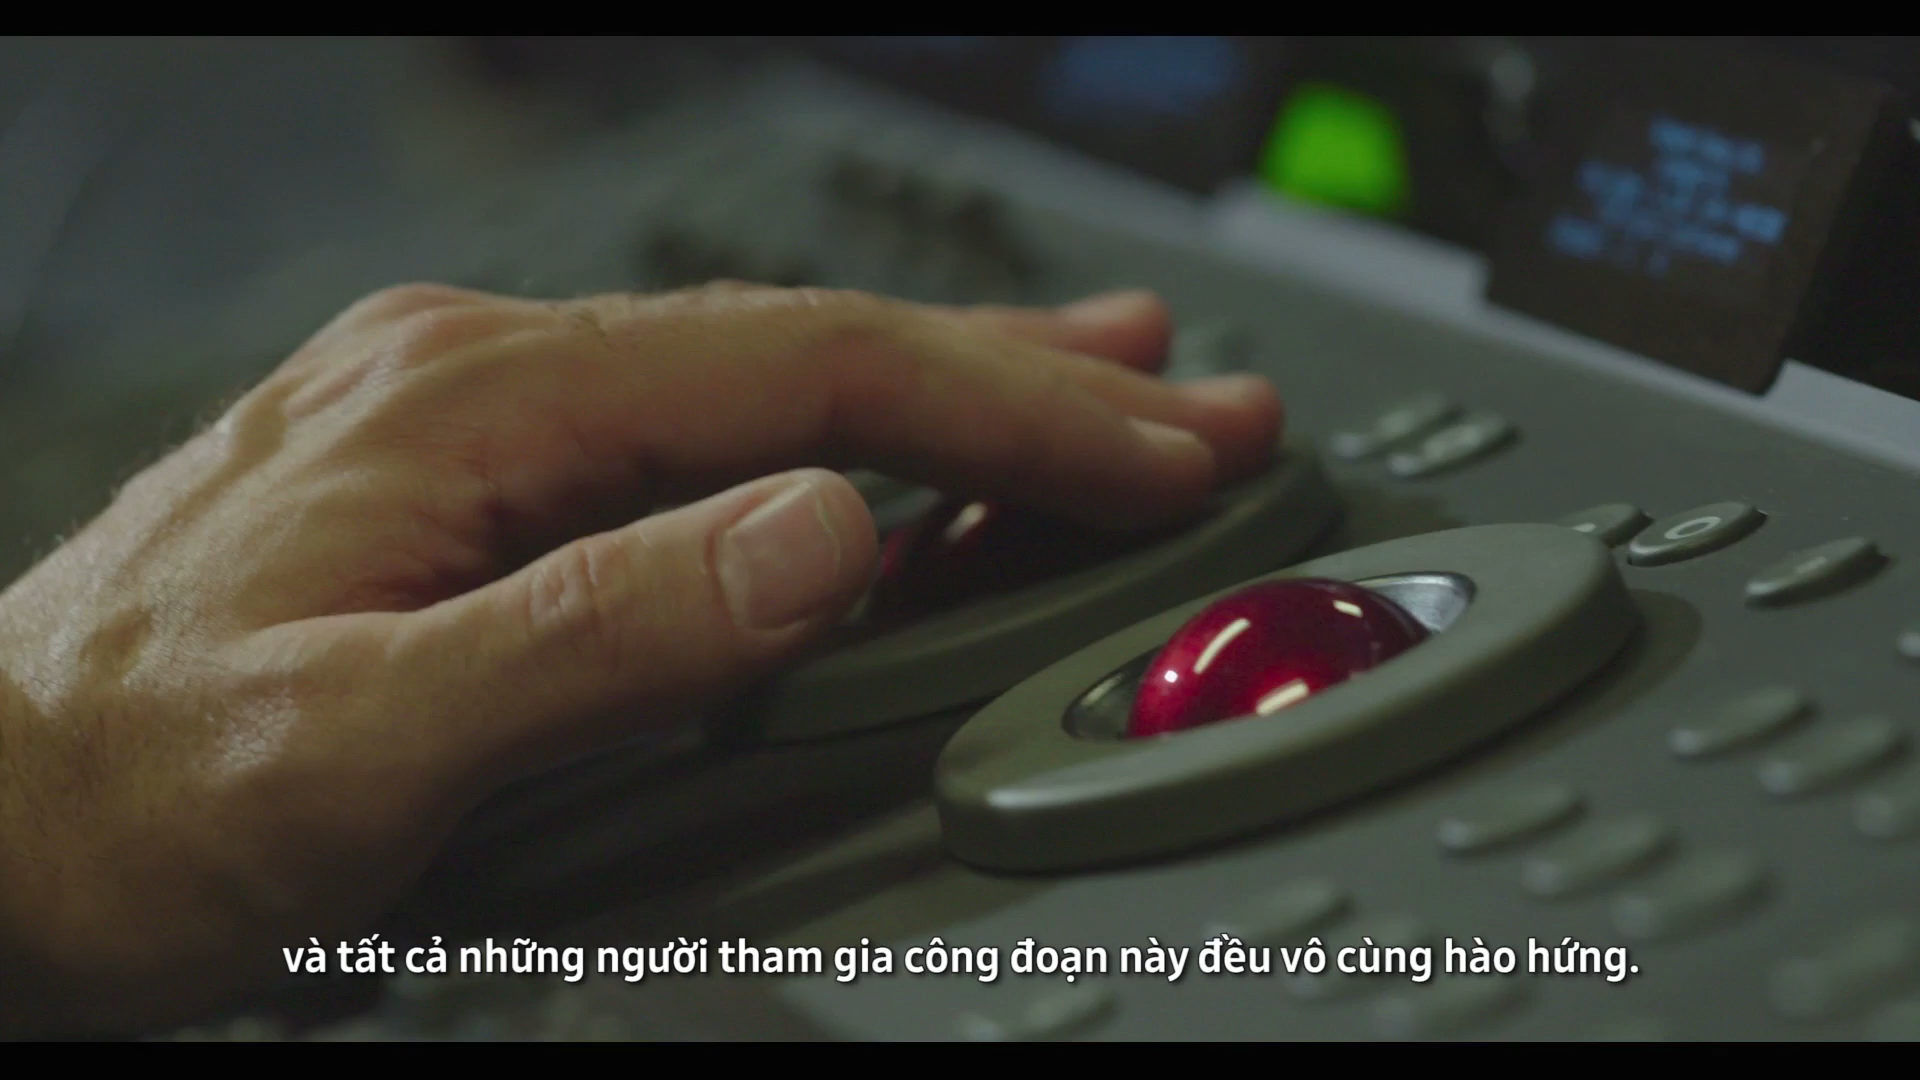 và tất cả những người tham gia công đoạn này đều vô cùng hào hứng.